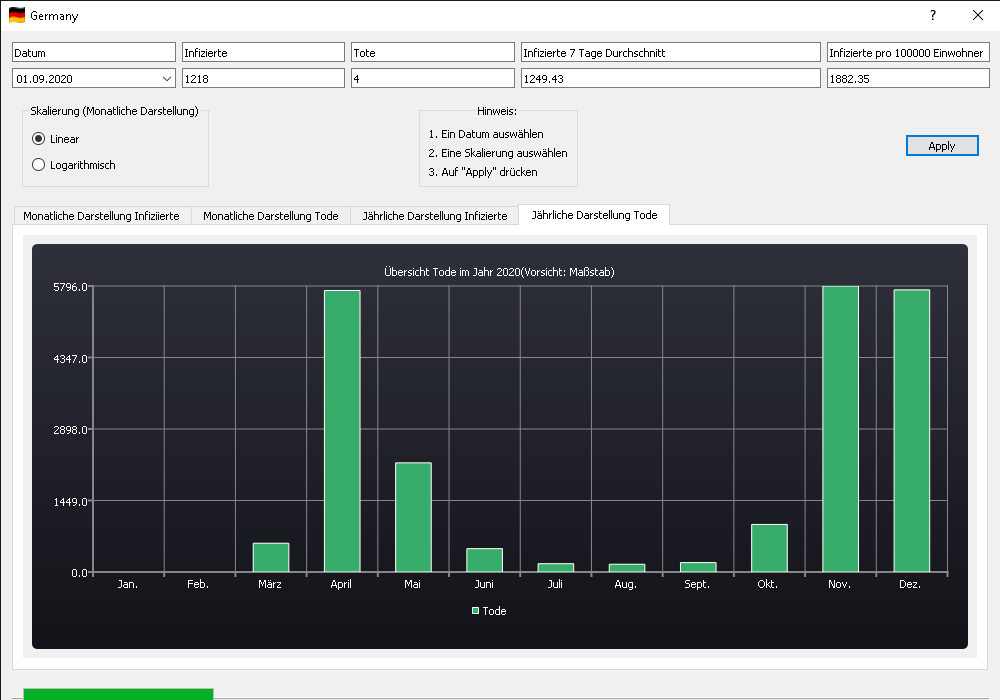 Germany
?
Datum
Infizierte
Tote
Infizierte 7 Tage Durchschnitt
Infizierte pro 100000 Einwohner
01.09.2020
1218
4
1249.43
1882.35
Skalierung (Monatliche Darstellung)
Linear
Logarithmisch
Hinweis:
1. Ein Datum auswählen
2. Eine Skalierung auswählen
3. Auf "Apply" drücken
Apply
Monatliche Darstellung Infiziierte
Monatliche Darstellung Tode
Jährliche Darstellung Infizierte
Jährliche Darstellung Tode
Übersicht Tode im Jahr 2020(Vorsicht: Maßstab)
5796.0
4347.0
2898.0
1449.0
0.0
Jan.
Feb.
März
April
Mai
Juni
Juli
Aug.
Sept.
Okt.
Nov.
Dez.
Tode